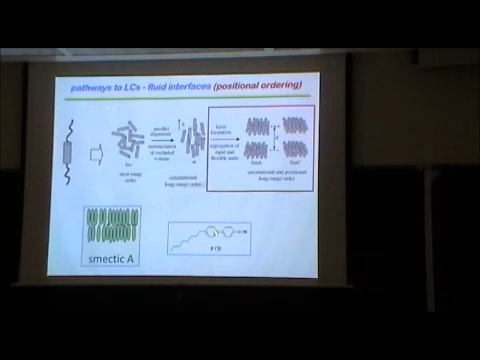 pathways to LCs - fluid interfaces (positional ordering)
parallel
alignment
minimization
of excluded
volume
layer
formation
segregation of
rigid and
flexible units
Iso
short-range
order
n
N
orientational
long-range order
d
SmA
SmC
orientational and positional
long-range order
smectic A
8 CB